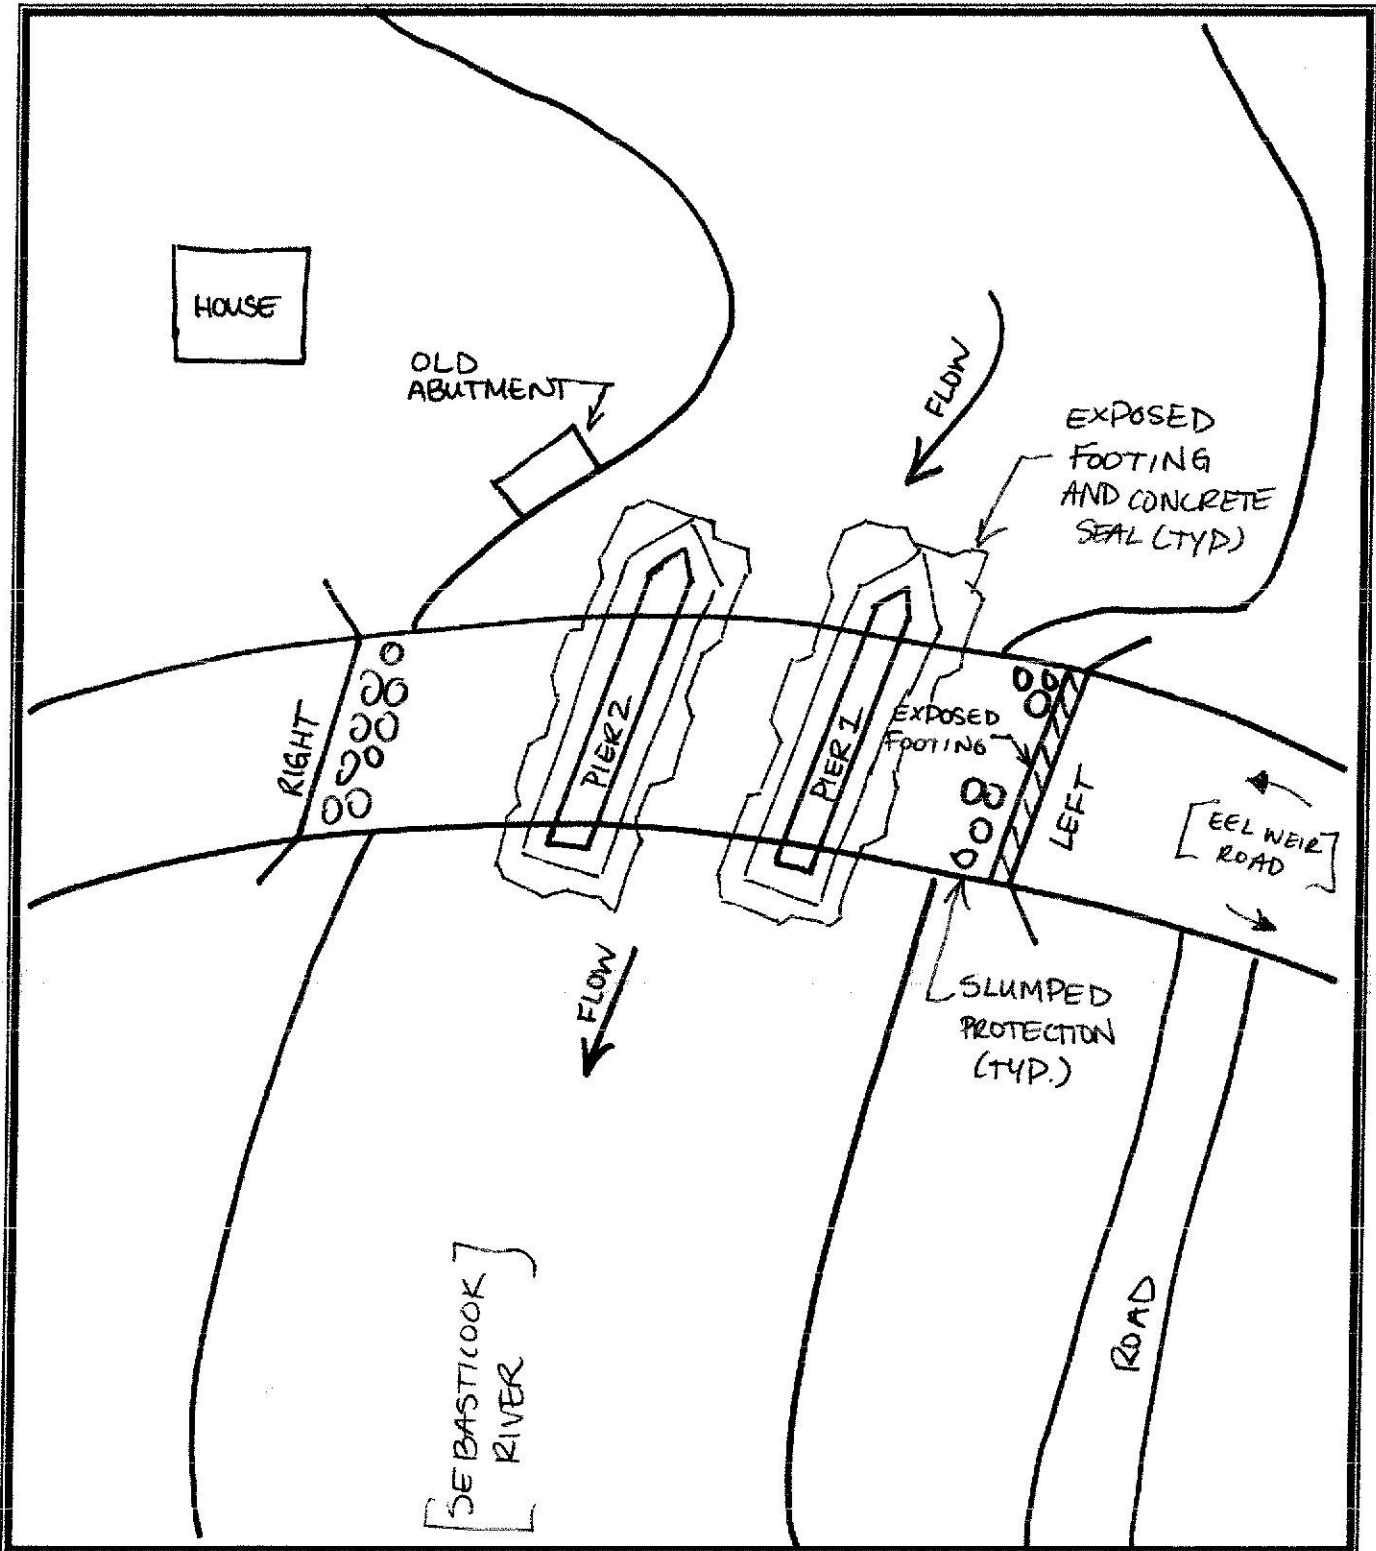 HOUSE
OLD
ABUTMENT
FLOW
EXPOSED
FOOTING
AND CONCRETE
SEAL (TYP)
RIGHT
PIER 2
PIER 1
EXPOSED
FOOTING
LEFT
[EEL WEIR
ROAD]
FLOW
SLUMPED
PROTECTION
(TYP.)
[SEBASTICOOK
RIVER]
ROAD